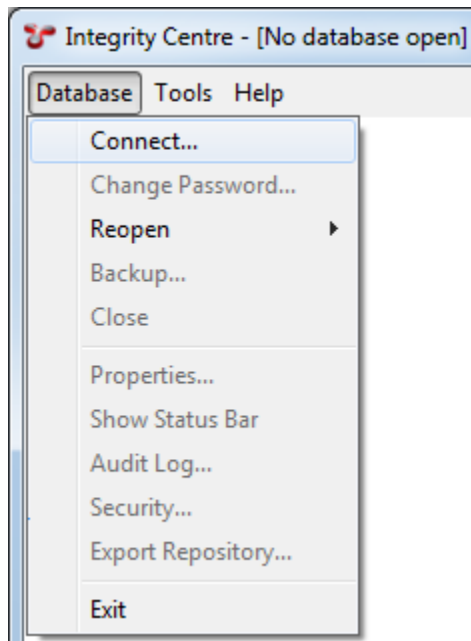 Integrity Centre - [No database open]
Database Tools Help
Connect...
Change Password...
Reopen
Backup...
Close
Properties...
Show Status Bar
Audit Log...
Security...
Export Repository...
Exit